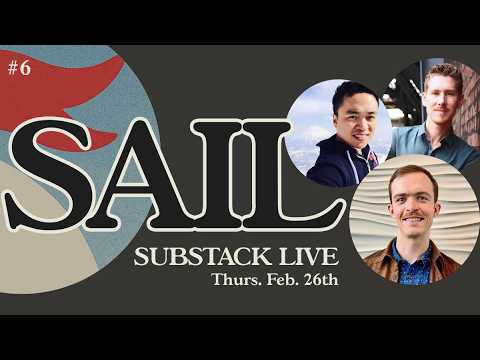 #6
SAIL
SUBSTACK LIVE
Thurs. Feb. 26th